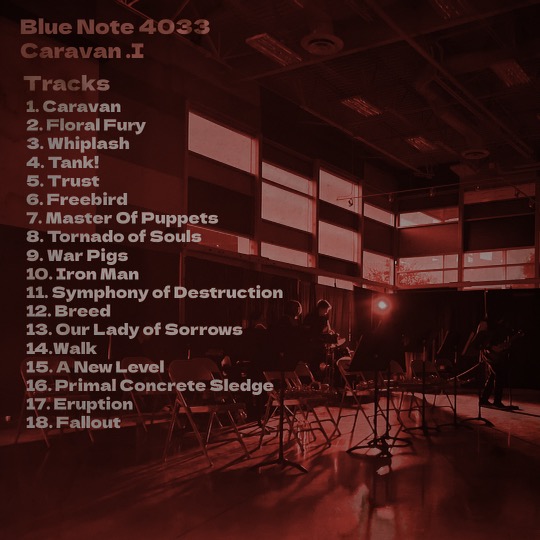 Blue Note 4033
Caravan .I
Tracks
1. Caravan
2. Floral Fury
3. Whiplash
4. Tank!
5. Trust
6. Freebird
7. Master Of Puppets
8. Tornado of Souls
9. War Pigs
10. Iron Man
11. Symphony of Destruction
12. Breed
13. Our Lady of Sorrows
14.Walk
15. A New Level
16. Primal Concrete Sledge
17. Eruption
18. Fallout